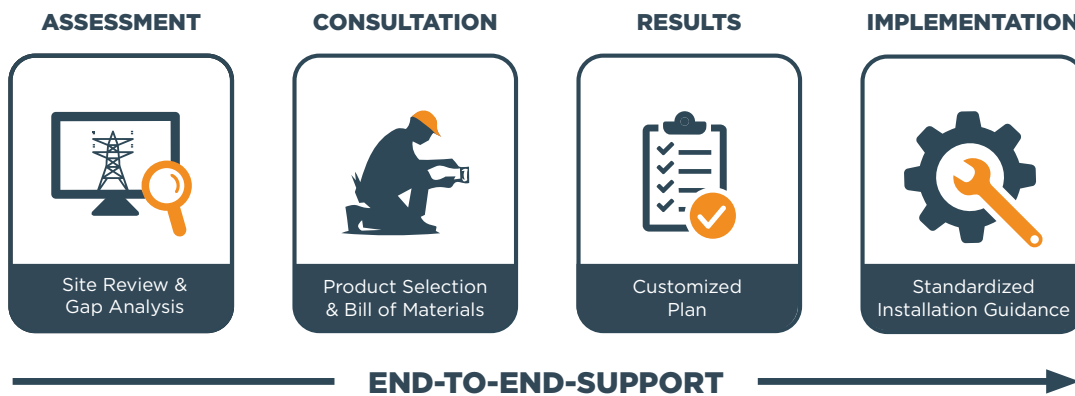 ASSESSMENT
Site Review &
Gap Analysis
CONSULTATION
Product Selection
& Bill of Materials
RESULTS
Customized
Plan
IMPLEMENTATION
Standardized
Installation Guidance
END-TO-END-SUPPORT